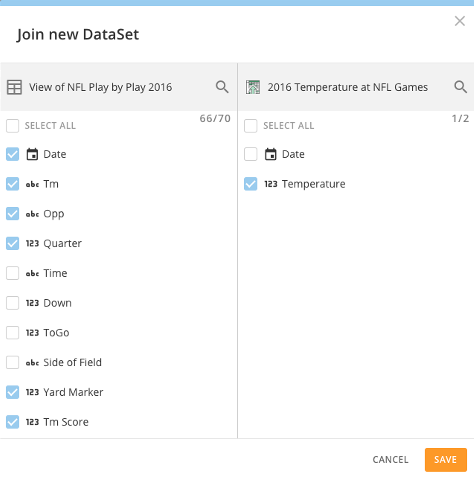 Join new DataSet
View of NFL Play by Play 2016
2016 Temperature at NFL Games
SELECT ALL
66/70
SELECT ALL
1/2
Date
Date
abc Tm
123 Temperature
abc Opp
123 Quarter
abc Time
123 Down
123 ToGo
abc Side of Field
123 Yard Marker
123 Tm Score
CANCEL
SAVE